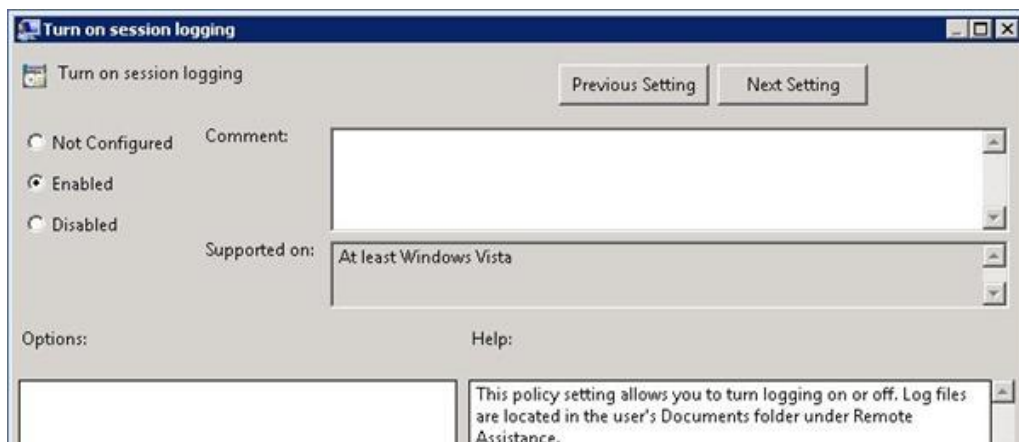 Turn on session logging
Turn on session logging
Previous Setting
Next Setting
Not Configured
Comment:
Enabled
Disabled
Supported on:
At least Windows Vista
Options:
Help:
This policy setting allows you to turn logging on or off. Log files
are located in the user's Documents folder under Remote
Assistance.